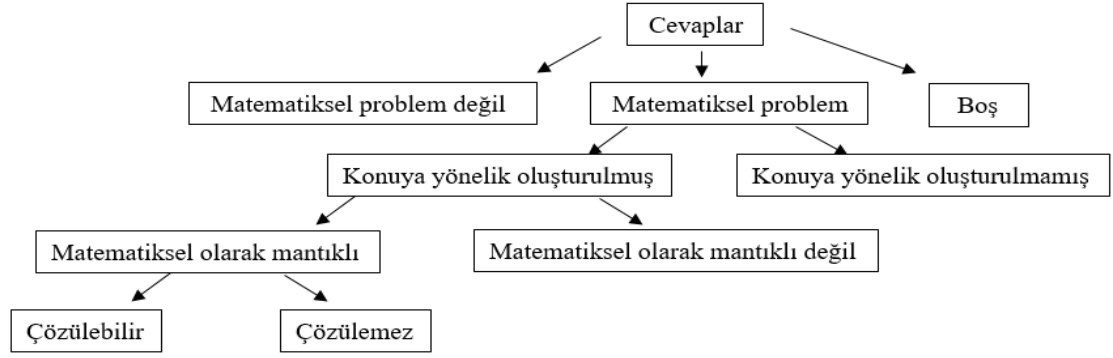 Cevaplar
Matematiksel problem değil
Matematiksel problem
Boş
Konuya yönelik oluşturulmuş
Konuya yönelik oluşturulmamış
Matematiksel olarak mantıklı
Matematiksel olarak mantıklı değil
Çözülebilir
Çözülemez